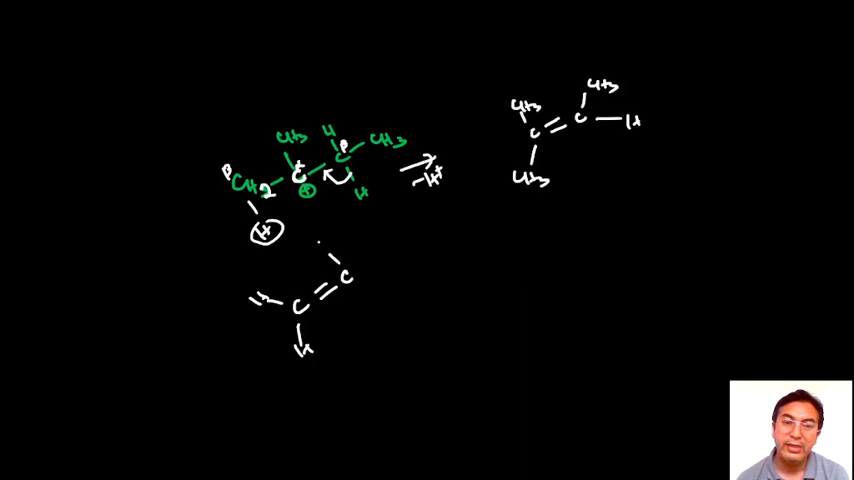 CH3
CH3
C = C — H
CH3
CH3 H CH3
β CH2 — C+ — C β
+ H
-H+
H
C
H — C = C
H